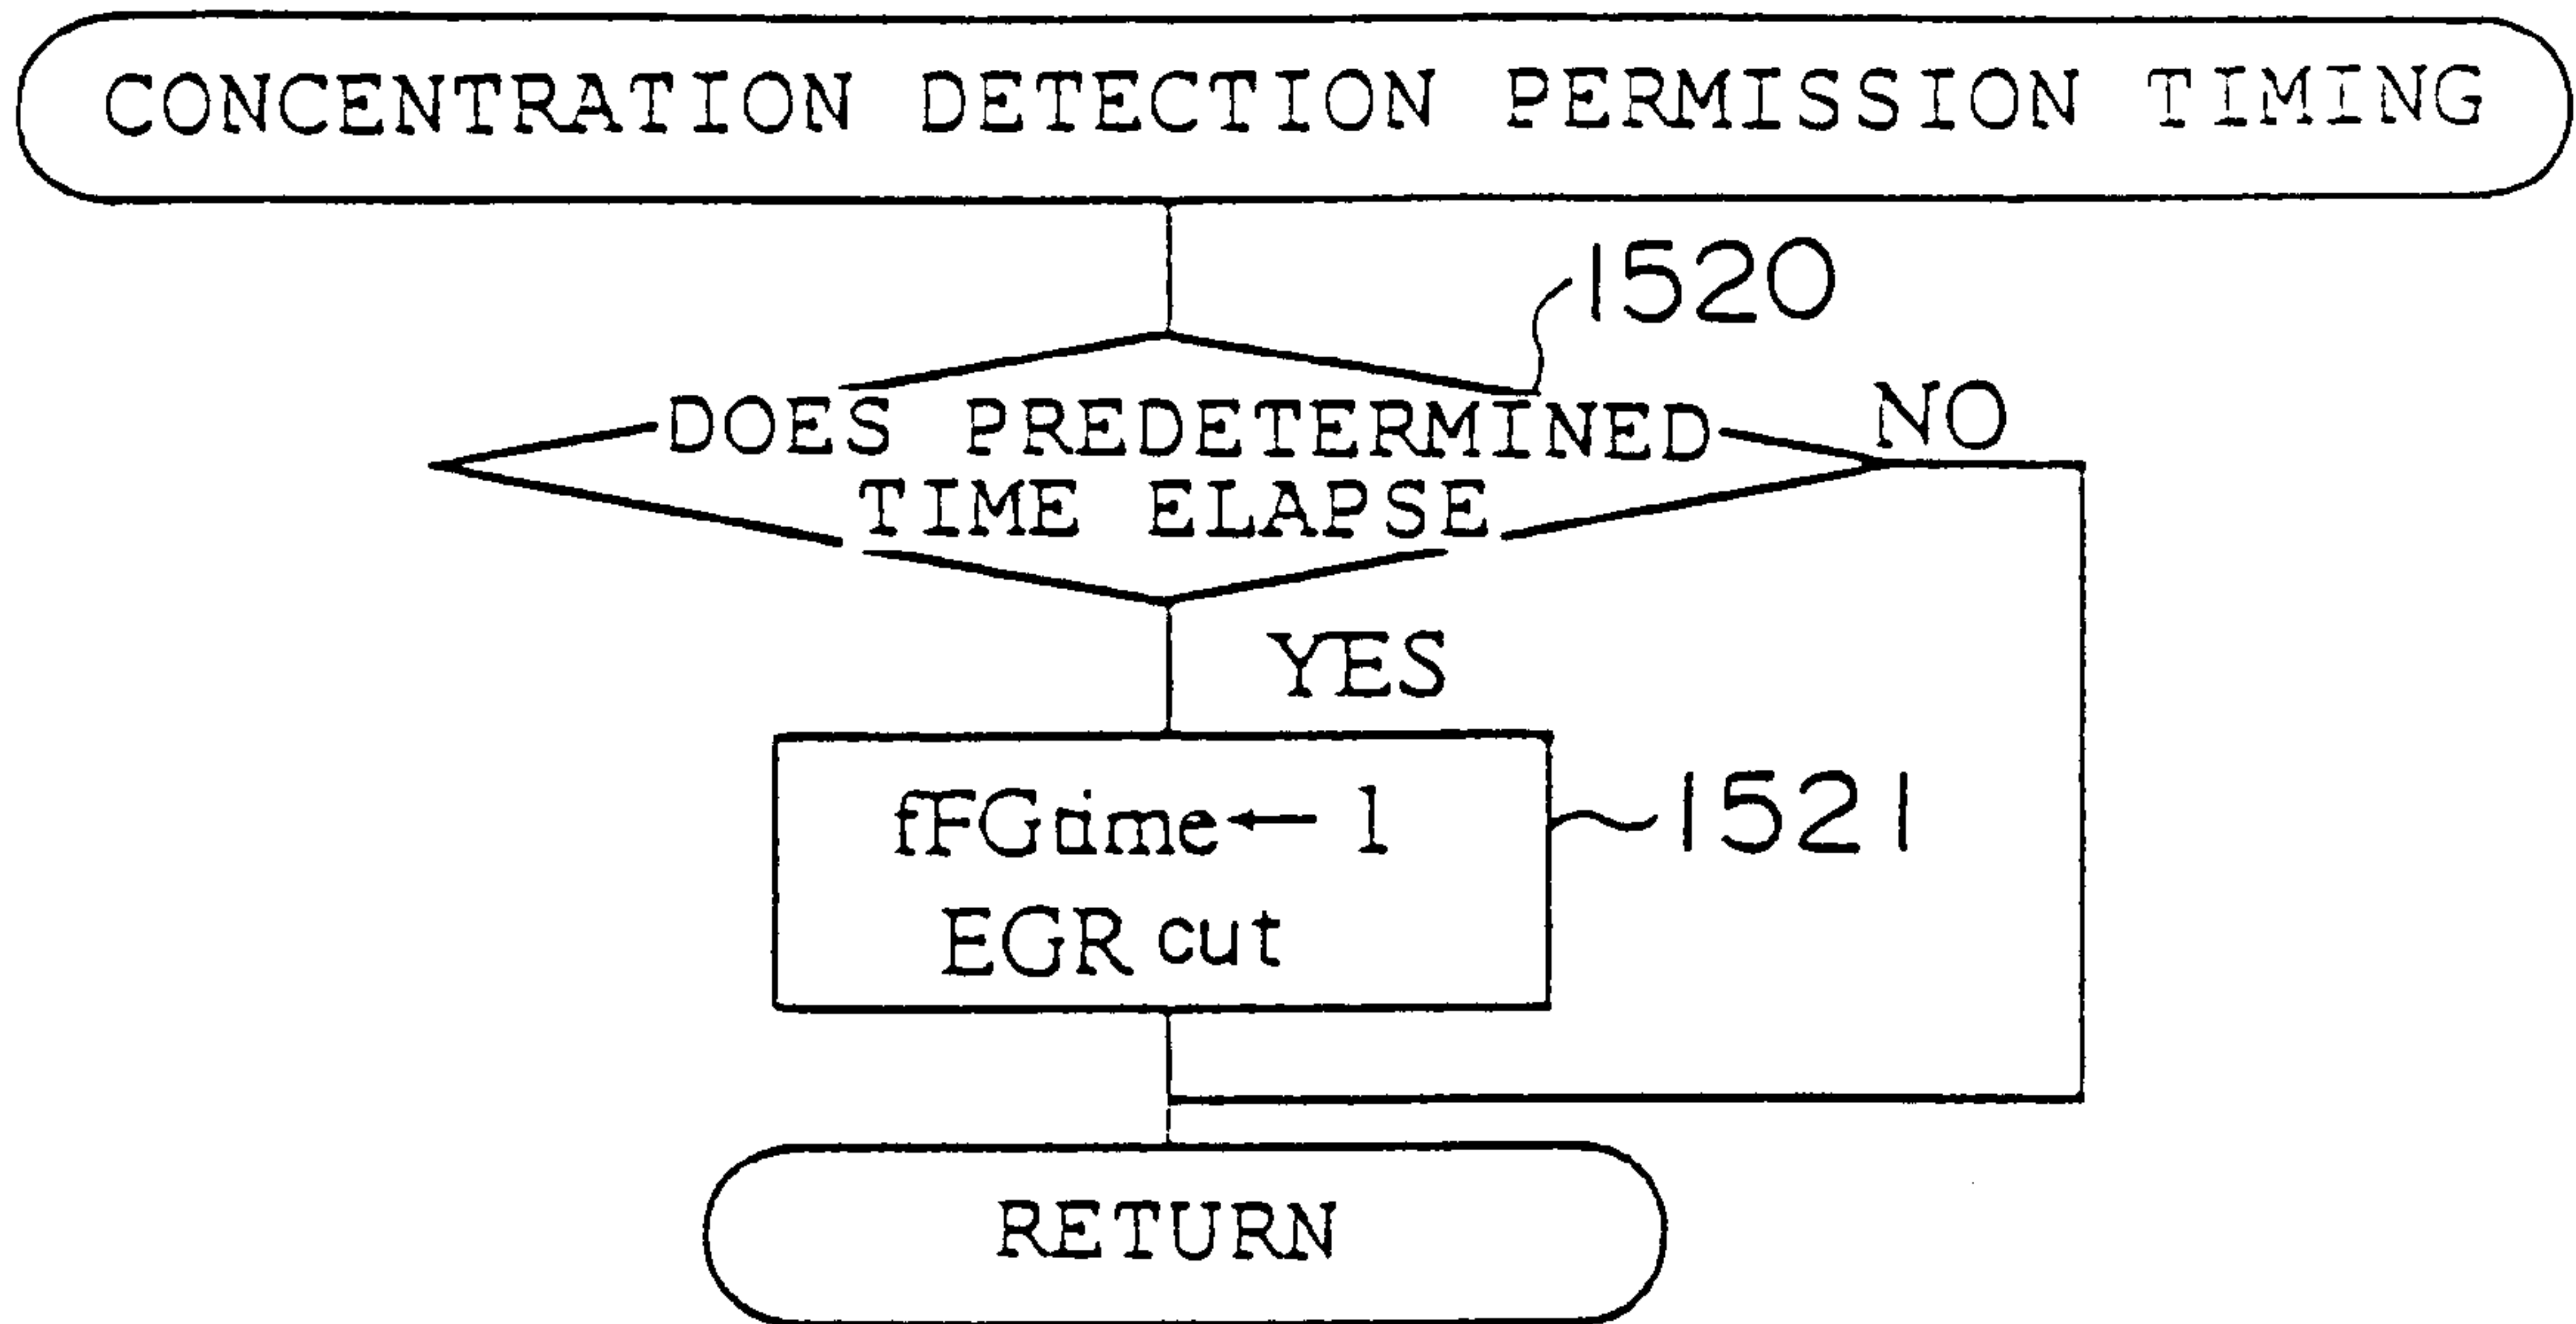 CONCENTRATION DETECTION PERMISSION TIMING
1520
DOES PREDETERMINED
NO
TIME ELAPSE
YES
fFGtime← 1
1521
EGR cut
RETURN